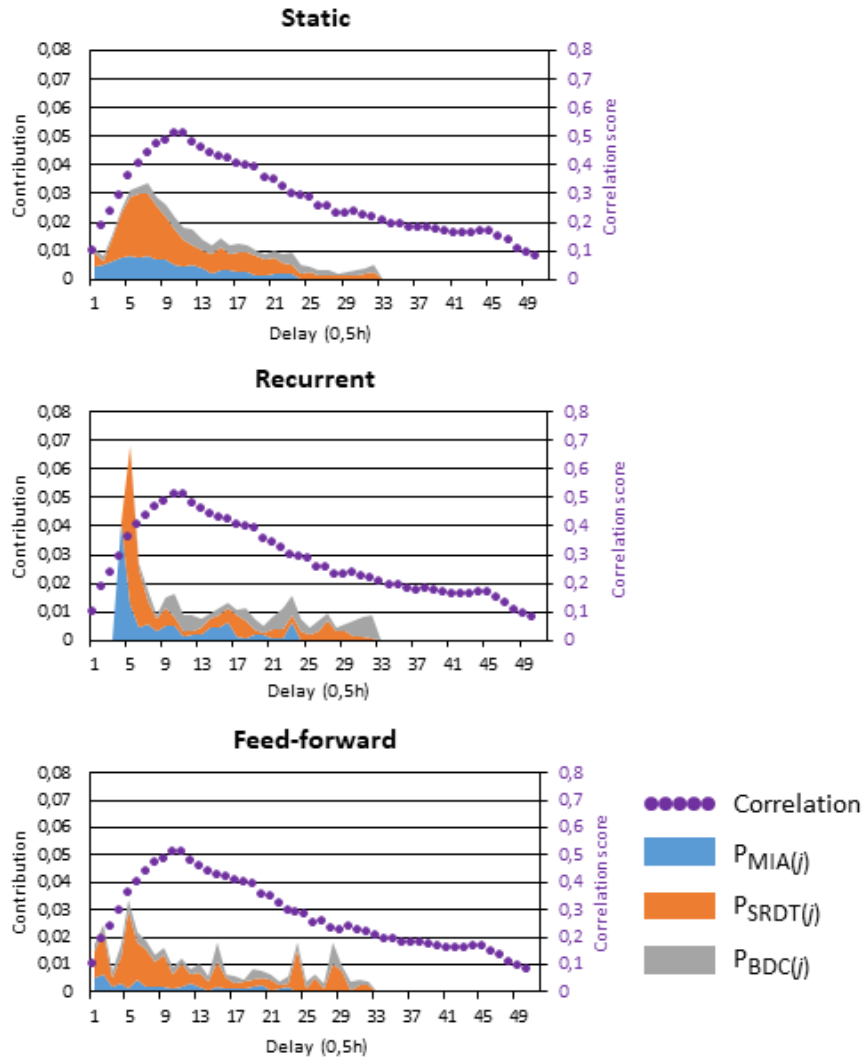 Static
0,08 0,8
0,07 0,7
0,06 0,6
0,05 0,5
0,04 0,4
0,03 0,3
0,02 0,2
0,01 0,1
0 0
Contribution
Correlation score
1 5 9 13 17 21 25 29 33 37 41 45 49
Delay (0,5h)
Recurrent
0,08 0,8
0,07 0,7
0,06 0,6
0,05 0,5
0,04 0,4
0,03 0,3
0,02 0,2
0,01 0,1
0 0
Contribution
Correlation score
1 5 9 13 17 21 25 29 33 37 41 45 49
Delay (0,5h)
Feed-forward
0,08 0,8
0,07 0,7
0,06 0,6
0,05 0,5
0,04 0,4
0,03 0,3
0,02 0,2
0,01 0,1
0 0
Contribution
Correlation score
1 5 9 13 17 21 25 29 33 37 41 45 49
Delay (0,5h)
Correlation
PMIA(j)
PSRDT(j)
PBDC(j)